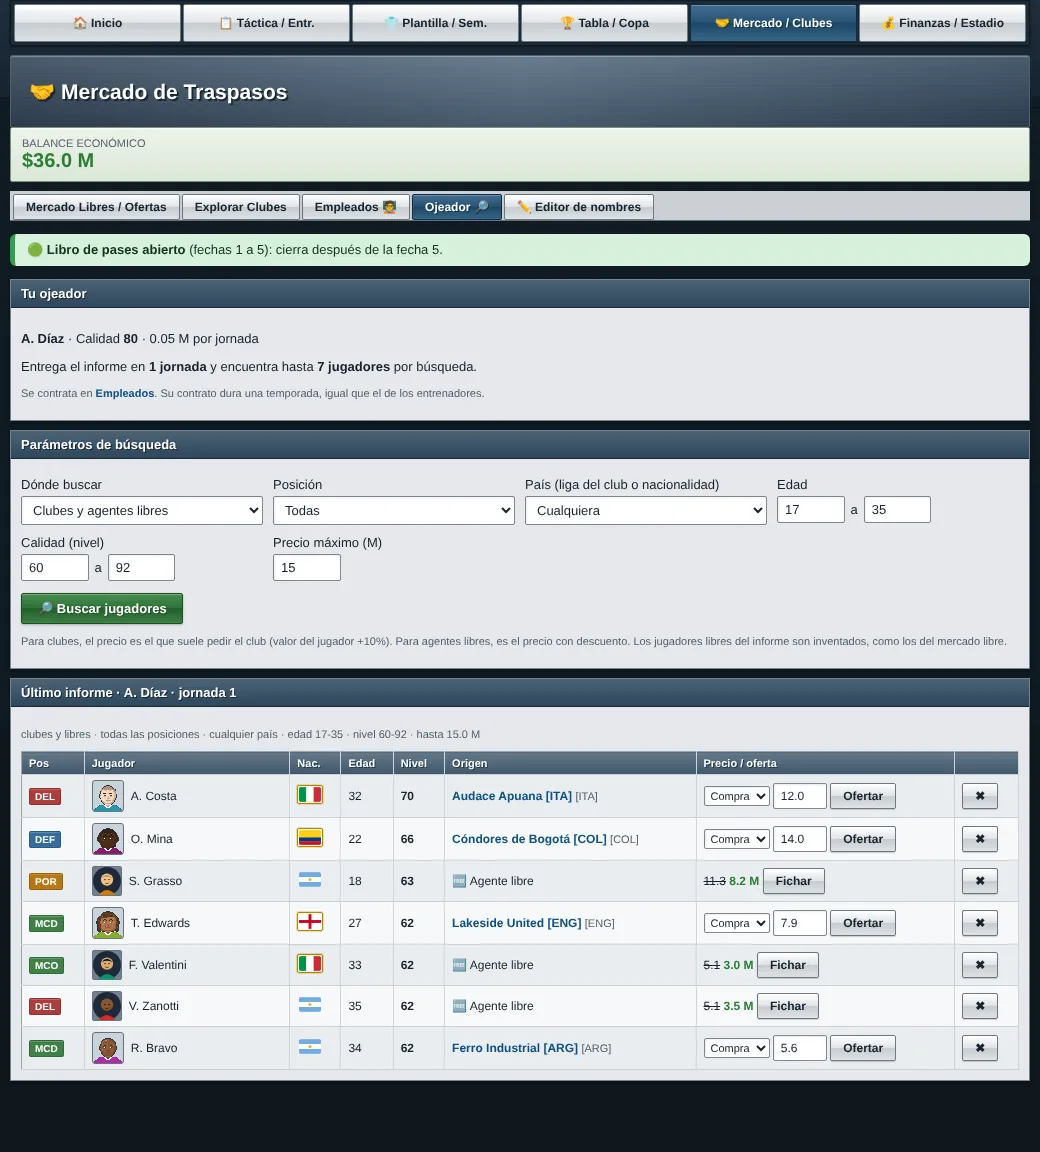 🏠 Inicio
📋 Táctica / Entr.
👕 Plantilla / Sem.
🏆 Tabla / Copa
🤝 Mercado / Clubes
💰 Finanzas / Estadio
🤝 Mercado de Traspasos
BALANCE ECONÓMICO
$36.0 M
Mercado Libres / Ofertas
Explorar Clubes
Empleados 🧑‍🏫
Ojeador 🔎
✏️ Editor de nombres
🟢 Libro de pases abierto (fechas 1 a 5): cierra después de la fecha 5.
Tu ojeador
A. Díaz · Calidad 80 · 0.05 M por jornada
Entrega el informe en 1 jornada y encuentra hasta 7 jugadores por búsqueda.
Se contrata en Empleados. Su contrato dura una temporada, igual que el de los entrenadores.
Parámetros de búsqueda
Dónde buscar
Clubes y agentes libres
Posición
Todas
País (liga del club o nacionalidad)
Cualquiera
Edad
17 a 35
Calidad (nivel)
60 a 92
Precio máximo (M)
15
🔎 Buscar jugadores
Para clubes, el precio es el que suele pedir el club (valor del jugador +10%). Para agentes libres, es el precio con descuento. Los jugadores libres del informe son inventados, como los del mercado libre.
Último informe · A. Díaz · jornada 1
clubes y libres · todas las posiciones · cualquier país · edad 17-35 · nivel 60-92 · hasta 15.0 M
Pos Jugador Nac. Edad Nivel Origen Precio / oferta
DEL A. Costa 32 70 Audace Apuana [ITA] [ITA] Compra 12.0 Ofertar ✖
DEF O. Mina 22 66 Cóndores de Bogotá [COL] [COL] Compra 14.0 Ofertar ✖
POR S. Grasso 18 63 🆓 Agente libre 11.3 8.2 M Fichar ✖
MCD T. Edwards 27 62 Lakeside United [ENG] [ENG] Compra 7.9 Ofertar ✖
MCO F. Valentini 33 62 🆓 Agente libre 5.1 3.0 M Fichar ✖
DEL V. Zanotti 35 62 🆓 Agente libre 5.1 3.5 M Fichar ✖
MCD R. Bravo 34 62 Ferro Industrial [ARG] [ARG] Compra 5.6 Ofertar ✖